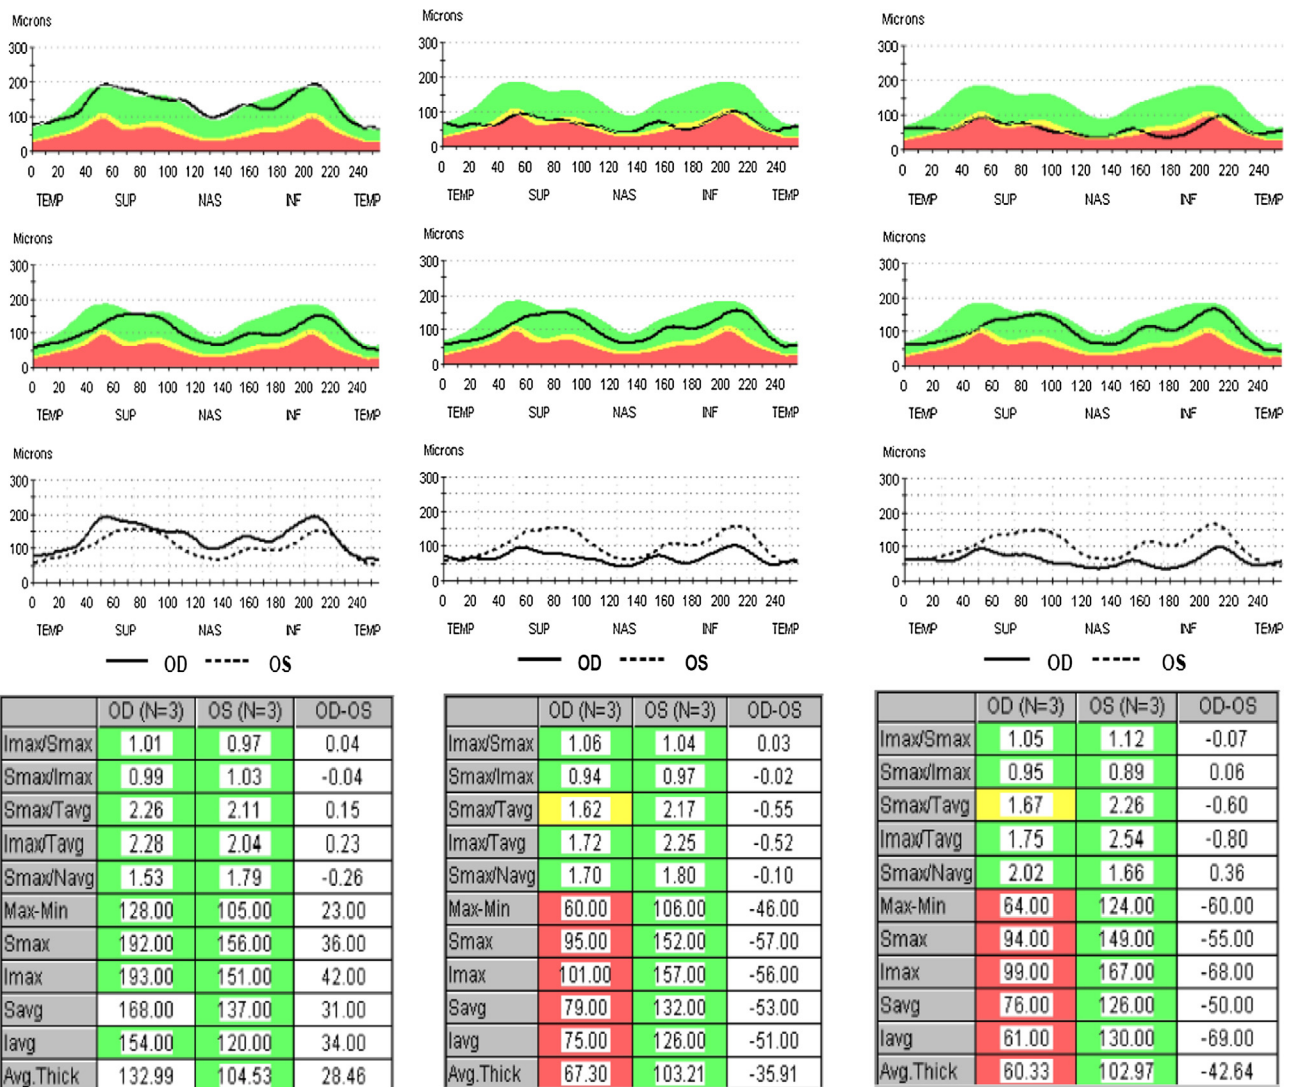 Microns
300
200
100
0
0 20 40 60 80 100 120 140 160 180 200 220 240
TEMP SUP NAS INF TEMP
Microns
300
200
100
0
0 20 40 60 80 100 120 140 160 180 200 220 240
TEMP SUP NAS INF TEMP
Microns
300
200
100
0
0 20 40 60 80 100 120 140 160 180 200 220 240
TEMP SUP NAS INF TEMP
Microns
300
200
100
0
0 20 40 60 80 100 120 140 160 180 200 220 240
TEMP SUP NAS INF TEMP
Microns
300
200
100
0
0 20 40 60 80 100 120 140 160 180 200 220 240
TEMP SUP NAS INF TEMP
Microns
300
200
100
0
0 20 40 60 80 100 120 140 160 180 200 220 240
TEMP SUP NAS INF TEMP
Microns
300
200
100
0
0 20 40 60 80 100 120 140 160 180 200 220 240
TEMP SUP NAS INF TEMP
OD OS
Microns
300
200
100
0
0 20 40 60 80 100 120 140 160 180 200 220 240
TEMP SUP NAS INF TEMP
OD OS
Microns
300
200
100
0
0 20 40 60 80 100 120 140 160 180 200 220 240
TEMP SUP NAS INF TEMP
OD OS
OD (N=3) OS (N=3) OD-OS
Imax/Smax 1.01 0.97 0.04
Smax/Imax 0.99 1.03 -0.04
Smax/Tavg 2.26 2.11 0.15
Imax/Tavg 2.28 2.04 0.23
Smax/Navg 1.53 1.79 -0.26
Max-Min 128.00 105.00 23.00
Smax 192.00 156.00 36.00
Imax 193.00 151.00 42.00
Savg 168.00 137.00 31.00
Iavg 154.00 120.00 34.00
Avg.Thick 132.99 104.53 28.46
OD (N=3) OS (N=3) OD-OS
Imax/Smax 1.06 1.04 0.03
Smax/Imax 0.94 0.97 -0.02
Smax/Tavg 1.62 2.17 -0.55
Imax/Tavg 1.72 2.25 -0.52
Smax/Navg 1.70 1.80 -0.10
Max-Min 60.00 106.00 -46.00
Smax 95.00 152.00 -57.00
Imax 101.00 157.00 -56.00
Savg 79.00 132.00 -53.00
Iavg 75.00 126.00 -51.00
Avg.Thick 67.30 103.21 -35.91
OD (N=3) OS (N=3) OD-OS
Imax/Smax 1.05 1.12 -0.07
Smax/Imax 0.95 0.89 0.06
Smax/Tavg 1.67 2.26 -0.60
Imax/Tavg 1.75 2.54 -0.80
Smax/Navg 2.02 1.66 0.36
Max-Min 64.00 124.00 -60.00
Smax 94.00 149.00 -55.00
Imax 99.00 167.00 -68.00
Savg 76.00 126.00 -50.00
Iavg 61.00 130.00 -69.00
Avg.Thick 60.33 102.97 -42.64